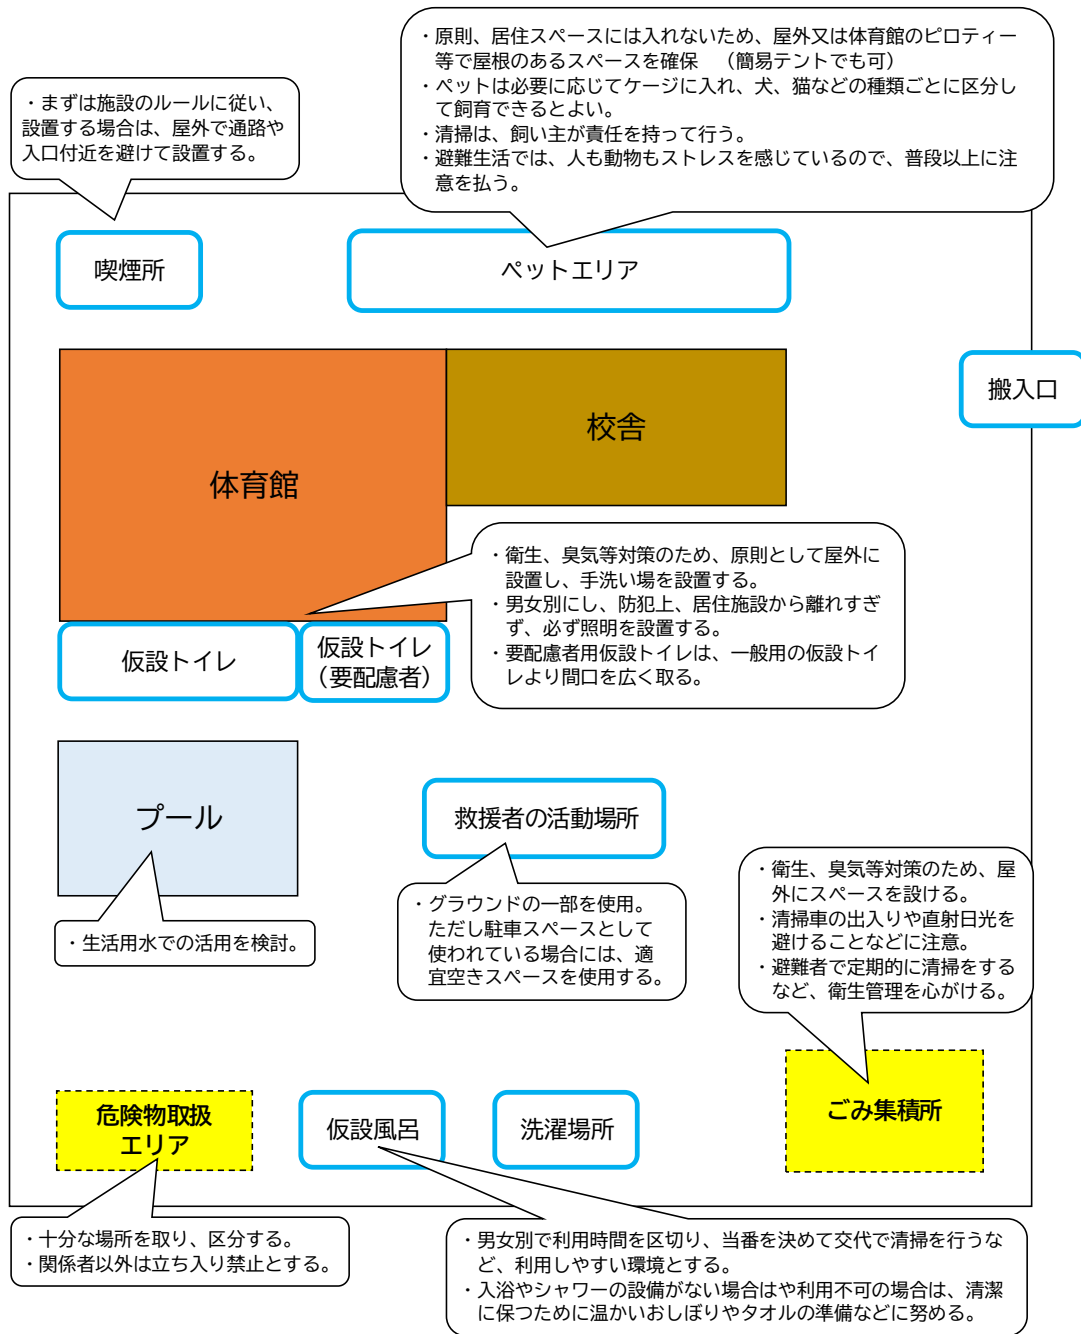 ・原則、居住スペースには入れないため、屋外又は体育館のピロティー
等で屋根のあるスペースを確保　（簡易テントでも可）
・ペットは必要に応じてケージに入れ、犬、猫などの種類ごとに区分し
て飼育できるとよい。
・清掃は、飼い主が責任を持って行う。
・避難生活では、人も動物もストレスを感じているので、普段以上に注
意を払う。
・まずは施設のルールに従い、
設置する場合は、屋外で通路や
入口付近を避けて設置する。
喫煙所
ペットエリア
搬入口
校舎
体育館
・衛生、臭気等対策のため、原則として屋外に
設置し、手洗い場を設置する。
・男女別にし、防犯上、居住施設から離れすぎ
ず、必ず照明を設置する。
・要配慮者用仮設トイレは、一般用の仮設トイ
レより間口を広く取る。
仮設トイレ
仮設トイレ
（要配慮者）
プール
・生活用水での活用を検討。
救援者の活動場所
・グラウンドの一部を使用。
ただし駐車スペースとして
使われている場合には、適
宜空きスペースを使用する。
・衛生、臭気等対策のため、屋
外にスペースを設ける。
・清掃車の出入りや直射日光を
避けることなどに注意。
・避難者で定期的に清掃をする
など、衛生管理を心がける。
危険物取扱
エリア
仮設風呂
洗濯場所
ごみ集積所
・十分な場所を取り、区分する。
・関係者以外は立ち入り禁止とする。
・男女別で利用時間を区切り、当番を決めて交代で清掃を行うな
ど、利用しやすい環境とする。
・入浴やシャワーの設備がない場合はや利用不可の場合は、清潔
に保つために温かいおしぼりやタオルの準備などに努める。